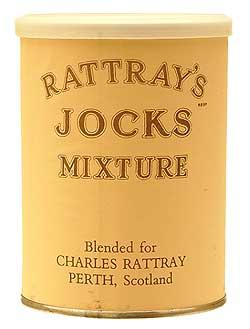 RATTRAY'S
JOCKS
MIXTURE
Blended for
CHARLES RATTRAY
PERTH, Scotland